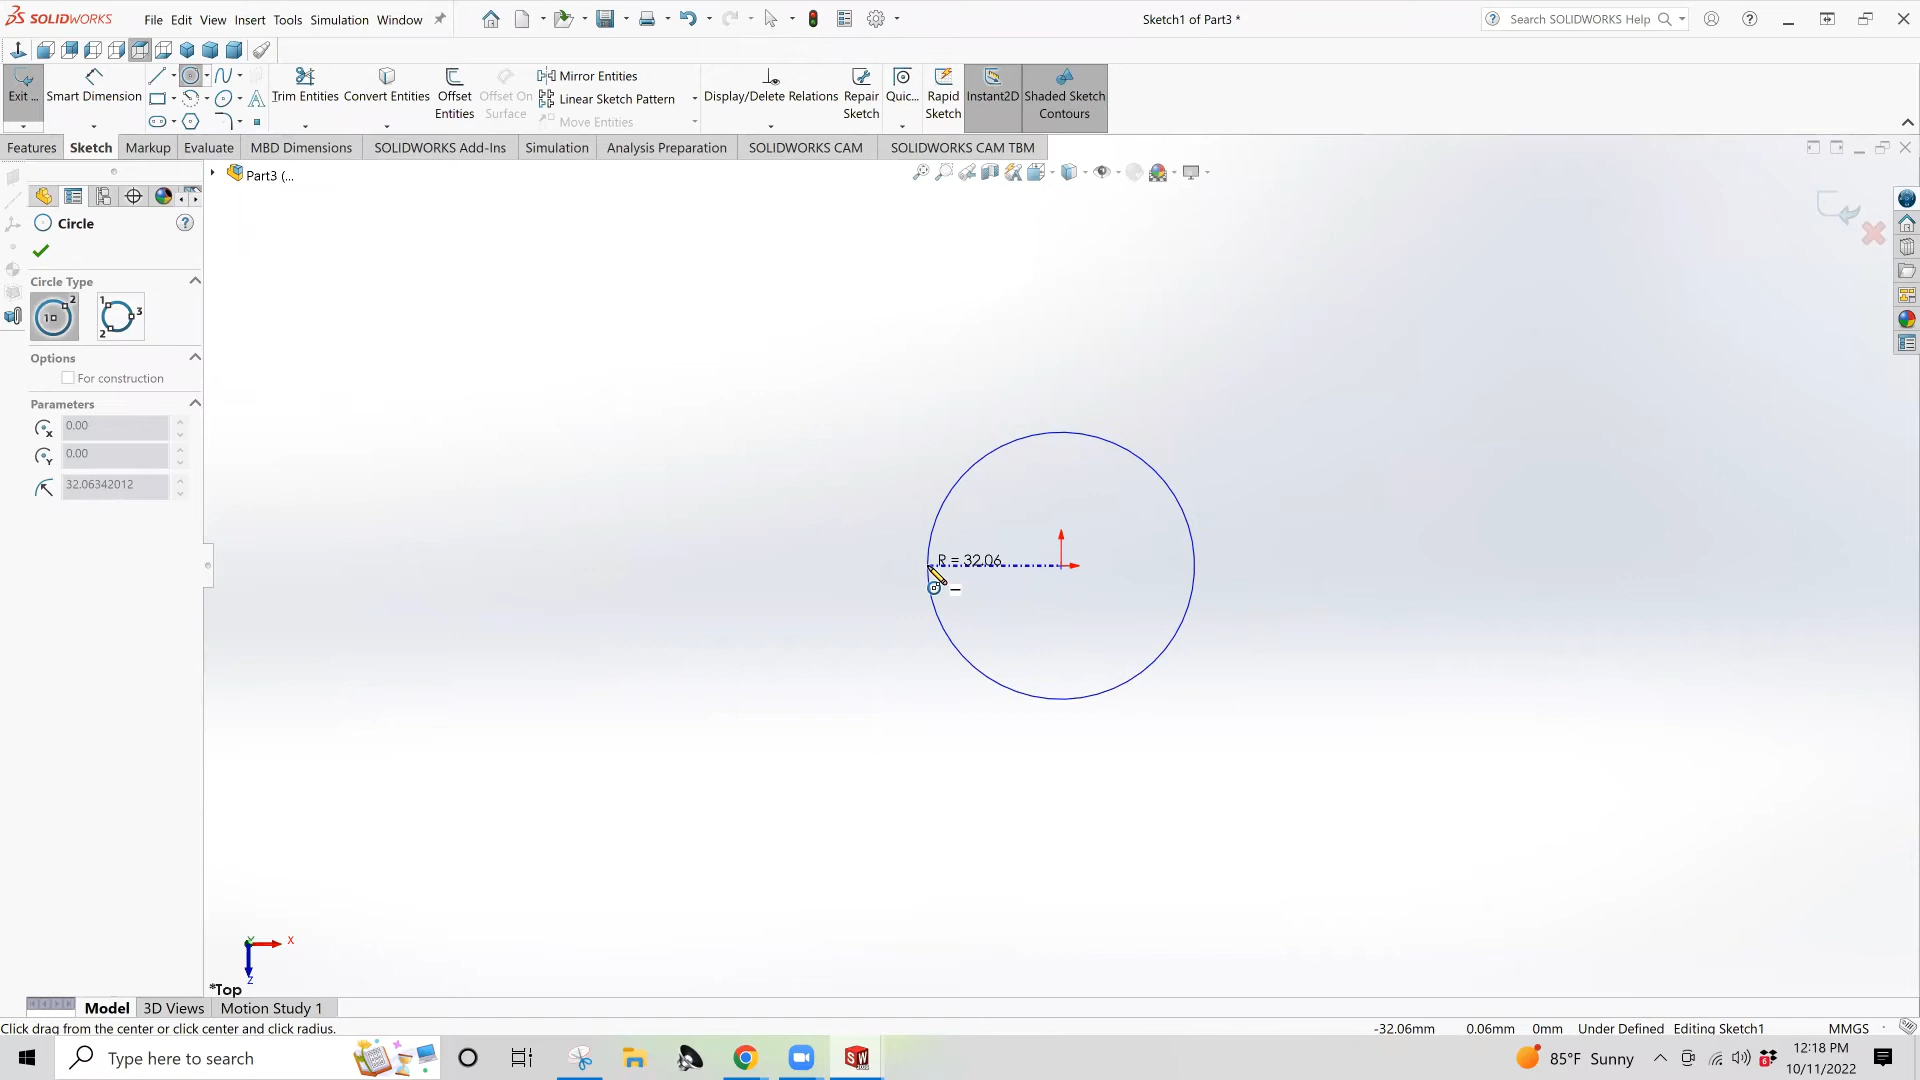 SOLIDWORKS
File Edit View Insert Tools Simulation Window
Sketch1 of Part3 *
Search SOLIDWORKS Help
Exit ...
Smart Dimension
Trim Entities
Convert Entities
Offset
Entities
Offset On
Surface
Mirror Entities
Linear Sketch Pattern
Move Entities
Display/Delete Relations
Repair
Sketch
Quic...
Rapid
Sketch
Instant2D
Shaded Sketch
Contours
Features Sketch Markup Evaluate MBD Dimensions SOLIDWORKS Add-Ins Simulation Analysis Preparation SOLIDWORKS CAM SOLIDWORKS CAM TBM
Part3 (...
Circle
Circle Type
Options
For construction
Parameters
0.00
0.00
32.06342012
R = 32.06
X
Y
Z
*Top
Model 3D Views Motion Study 1
Click drag from the center or click center and click radius.
-32.06mm 0.06mm 0mm Under Defined Editing Sketch1 MMGS
Type here to search
85°F Sunny
12:18 PM
10/11/2022